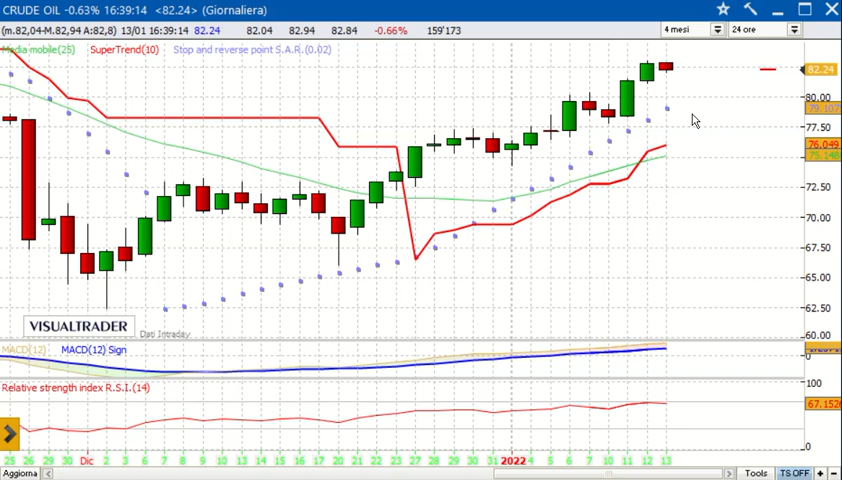 CRUDE OIL -0.63% 16:39:14 <82.24> (Giornaliera)
(m.82,04-M.82,94 A:82,8) 13/01 16:39:14 82.24 82.04 82.94 82.84 -0.66% 159'173 4 mesi 24 ore
Media mobile(25) SuperTrend(10) Stop and reverse point S.A.R.(0.02)
82.24
80.00
79.107
77.50
76.049
75.148
72.50
70.00
67.50
65.00
62.50
60.00
VISUALTRADER
Dati Intraday
MACD(12) MACD(12) Sign
0
Relative strength index R.S.I.(14)
100
67.152
0
25 26 29 30 Dic 2 3 6 7 8 9 10 13 14 15 16 17 20 21 22 23 27 28 29 30 31 2022 4 5 6 7 10 11 12 13
Aggiorna Tools TS OFF + -